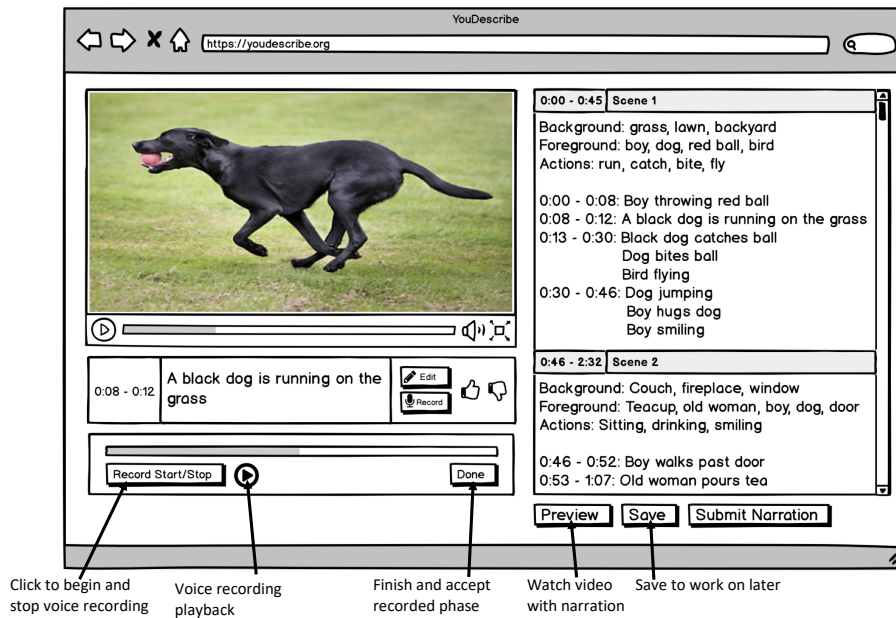 YouDescribe
https://youdescribe.org
0:00 - 0:45 Scene 1
Background: grass, lawn, backyard
Foreground: boy, dog, red ball, bird
Actions: run, catch, bite, fly
0:00 - 0:08: Boy throwing red ball
0:08 - 0:12: A black dog is running on the grass
0:13 - 0:30: Black dog catches ball
Dog bites ball
Bird flying
0:30 - 0:46: Dog jumping
Boy hugs dog
Boy smiling
0:46 - 2:32 Scene 2
Background: Couch, fireplace, window
Foreground: Teacup, old woman, boy, dog, door
Actions: Sitting, drinking, smiling
0:46 - 0:52: Boy walks past door
0:53 - 1:07: Old woman pours tea
0:08 - 0:12
A black dog is running on the
grass
Edit
Record
Record Start/Stop
Done
Preview
Save
Submit Narration
Click to begin and
stop voice recording
Voice recording
playback
Finish and accept
recorded phase
Watch video
with narration
Save to work on later